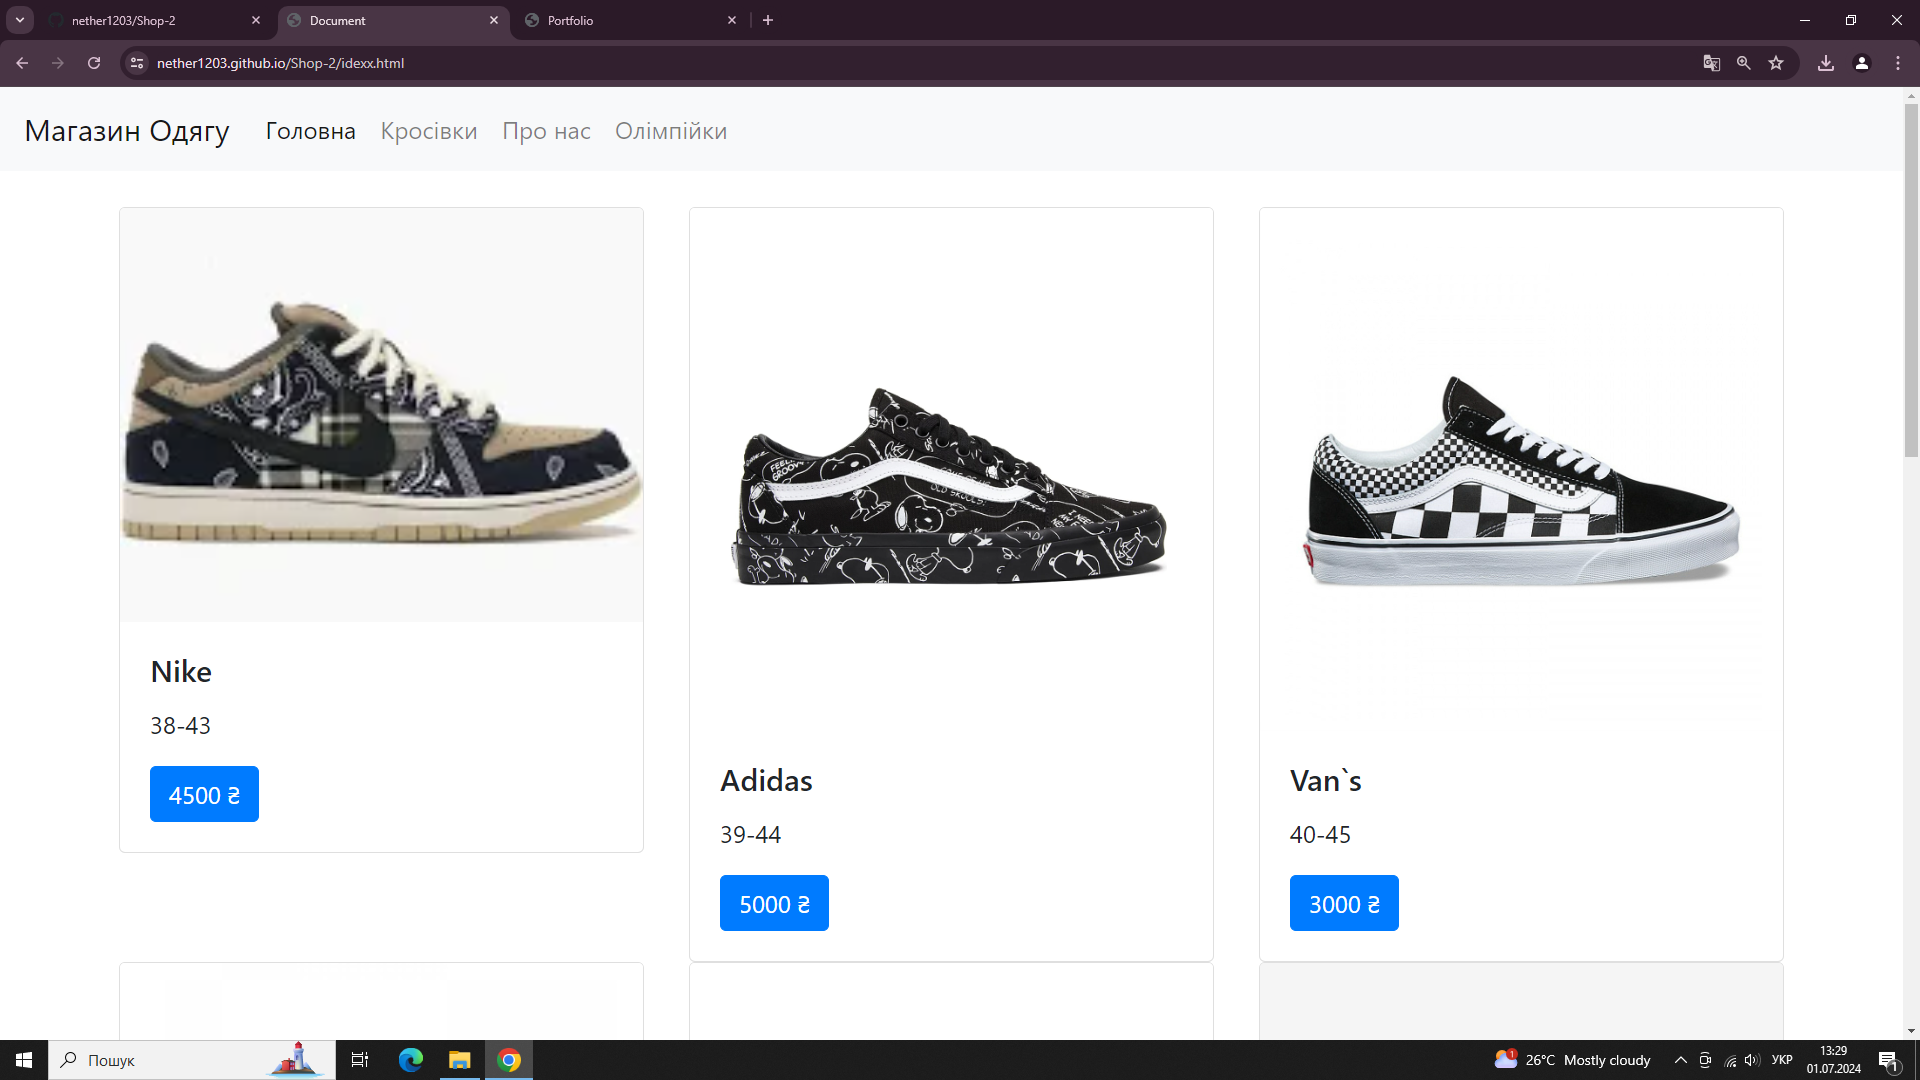 nether1203/Shop-2
Document
Portfolio
nether1203.github.io/Shop-2/idexx.html
Магазин Одягу
Головна
Кросівки
Про нас
Олімпійки
Nike
38-43
4500 ₴
Adidas
39-44
5000 ₴
Van`s
40-45
3000 ₴
Пошук
1
26°C Mostly cloudy
УКР
13:29
01.07.2024
1